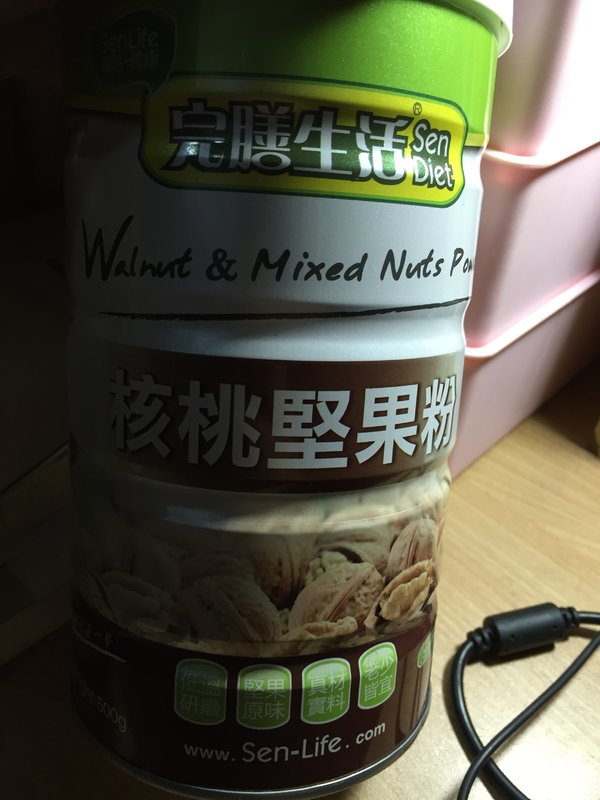 SenLife
完膳生活®
Sen
Diet
Walnut & Mixed Nuts
核桃堅果粉
低溫
研磨
堅果
原味
真材
實料
老少
皆宜
500g
www.Sen-Life.com